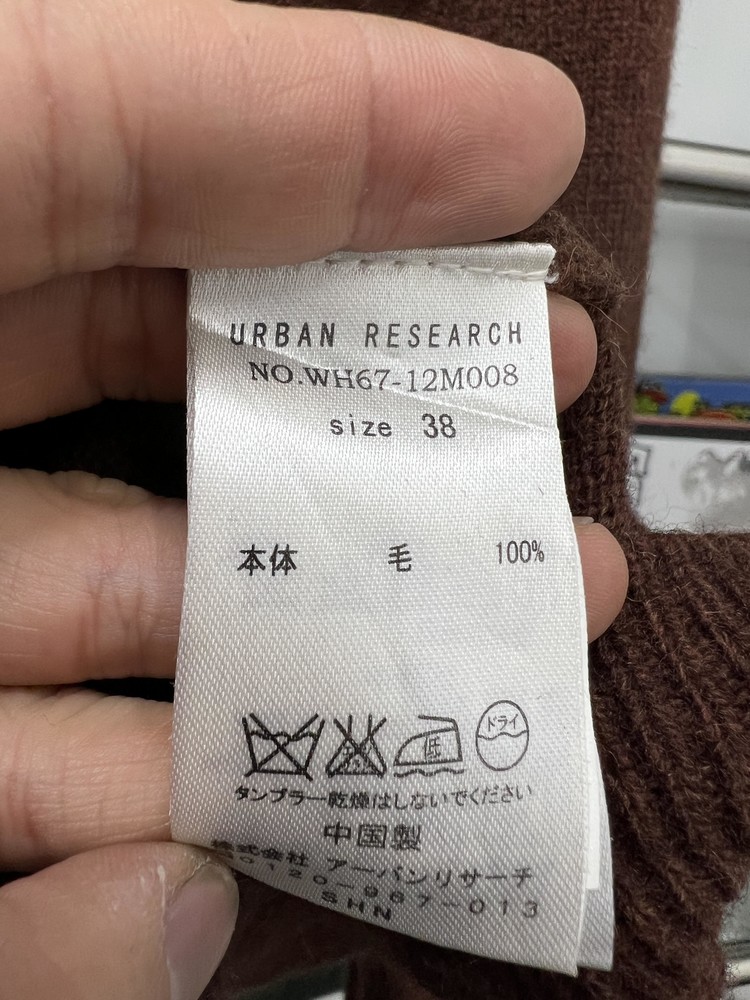 URBAN RESEARCH
NO.WH67-12M008
size 38
本体 毛 100%
低 ドライ
タンブラー乾燥はしないでください
中国製
株式会社 アーバンリサーチ
0120-967-013
SHN